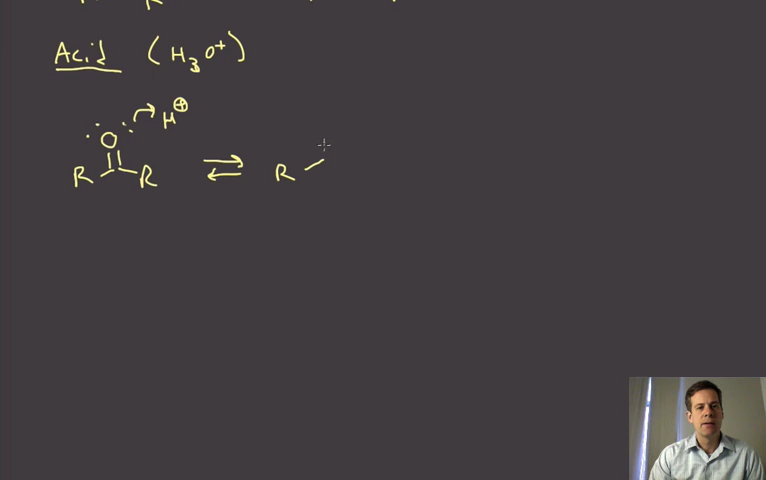 Acid (H3O+)
H+
O
R R ⇌ R